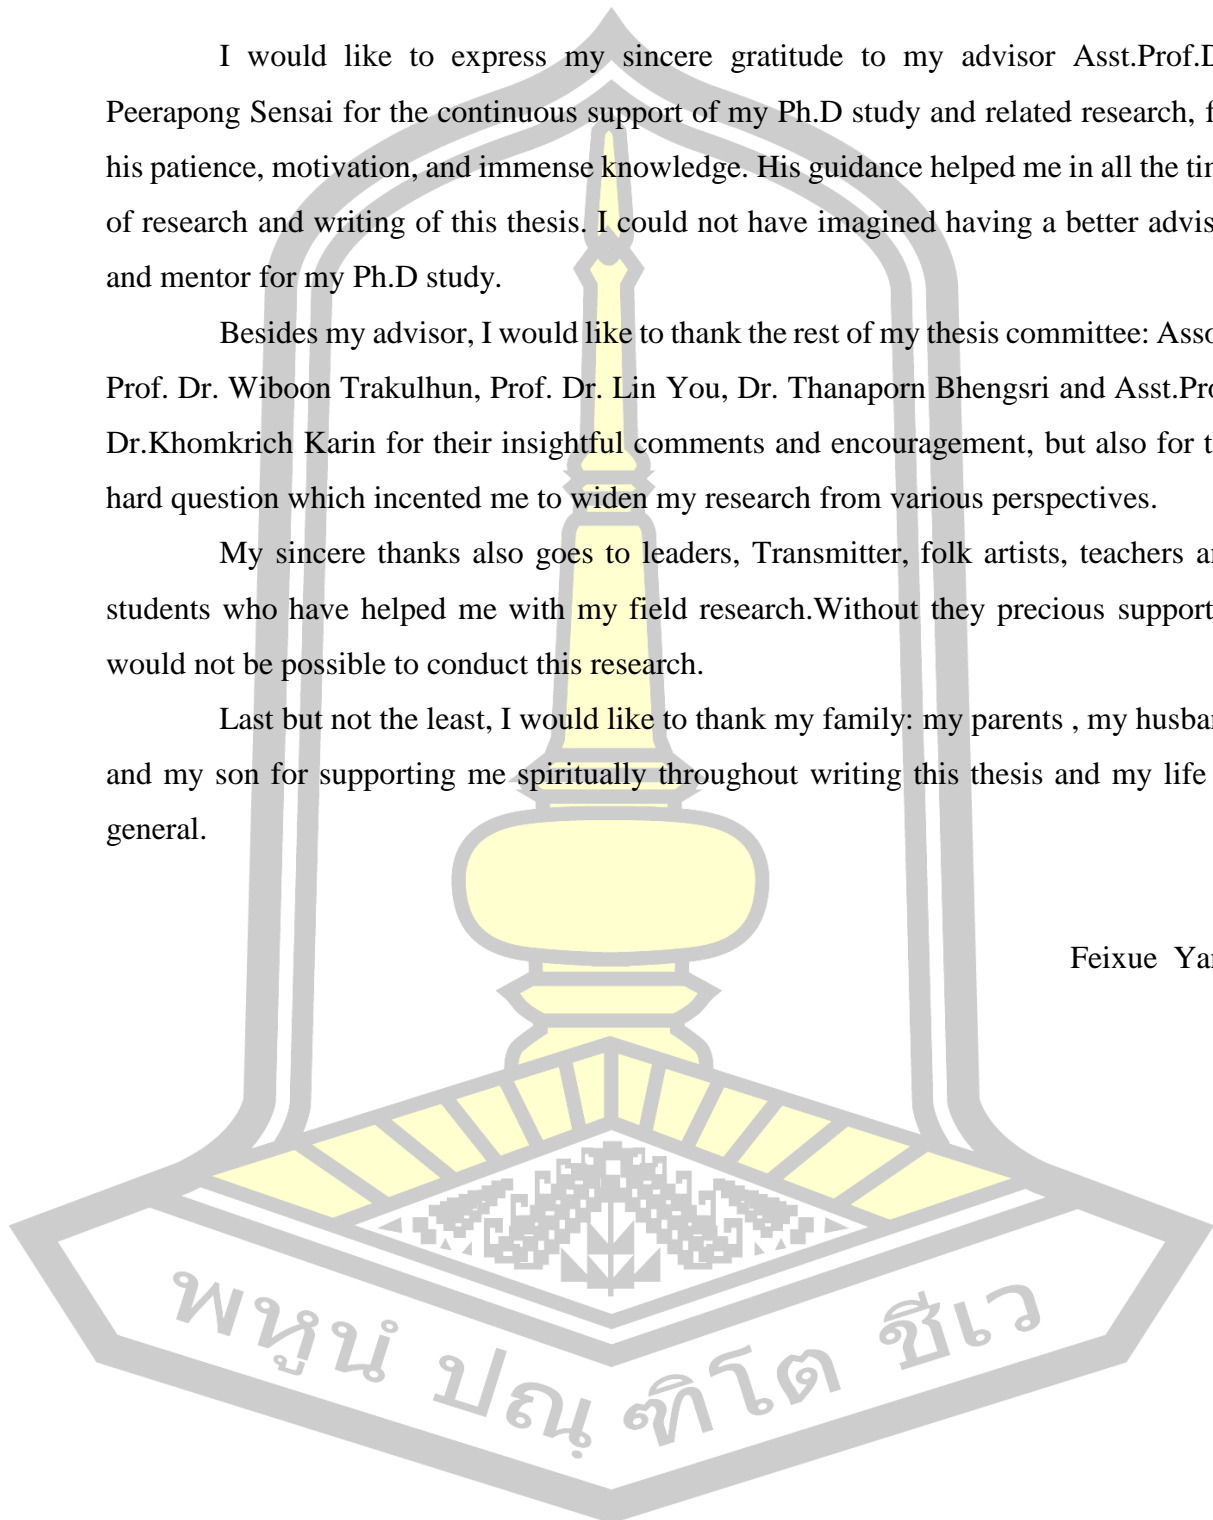 I would like to express my sincere gratitude to my advisor Asst.Prof.D
Peerapong Sensai for the continuous support of my Ph.D study and related research, f
his patience, motivation, and immense knowledge. His guidance helped me in all the tim
of research and writing of this thesis. I could not have imagined having a better advis
and mentor for my Ph.D study.
Besides my advisor, I would like to thank the rest of my thesis committee: Asso
Prof. Dr. Wiboon Trakulhun, Prof. Dr. Lin You, Dr. Thanaporn Bhengsri and Asst.Pro
Dr.Khomkrich Karin for their insightful comments and encouragement, but also for t
hard question which incented me to widen my research from various perspectives.
My sincere thanks also goes to leaders, Transmitter, folk artists, teachers a
students who have helped me with my field research.Without they precious support
would not be possible to conduct this research.
Last but not the least, I would like to thank my family: my parents , my husba
and my son for supporting me spiritually throughout writing this thesis and my life
general.
Feixue Ya
พหูนํ ปณฺ ฑิโต ชีเว